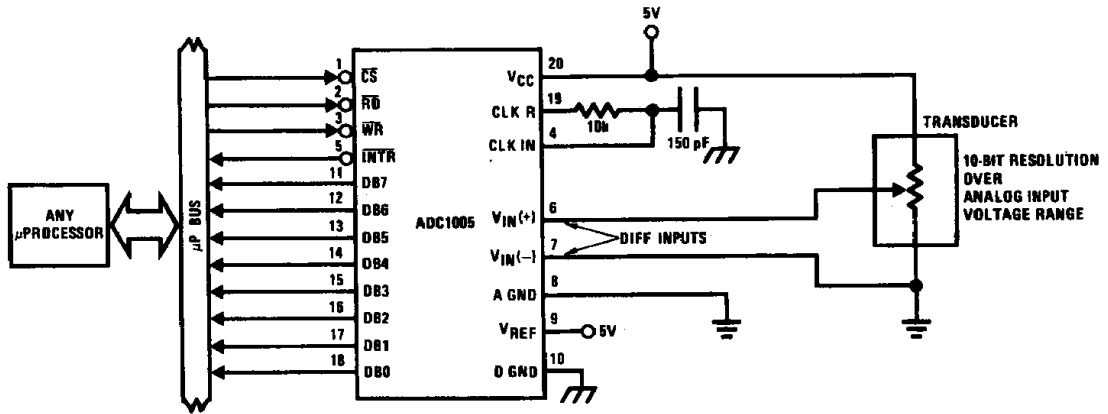 ANY
μPROCESSOR
μP BUS
1
CS
2
RD
3
WR
5
INTR
11
DB7
12
DB6
13
DB5
14
DB4
15
DB3
16
DB2
17
DB1
18
DB0
ADC1005
20
VCC
19
CLK R
4
CLK IN
6
VIN(+)
7
VIN(−)
8
A GND
9
VREF
10
D GND
5V
10k
150 pF
DIFF INPUTS
5V
TRANSDUCER
10-BIT RESOLUTION
OVER
ANALOG INPUT
VOLTAGE RANGE